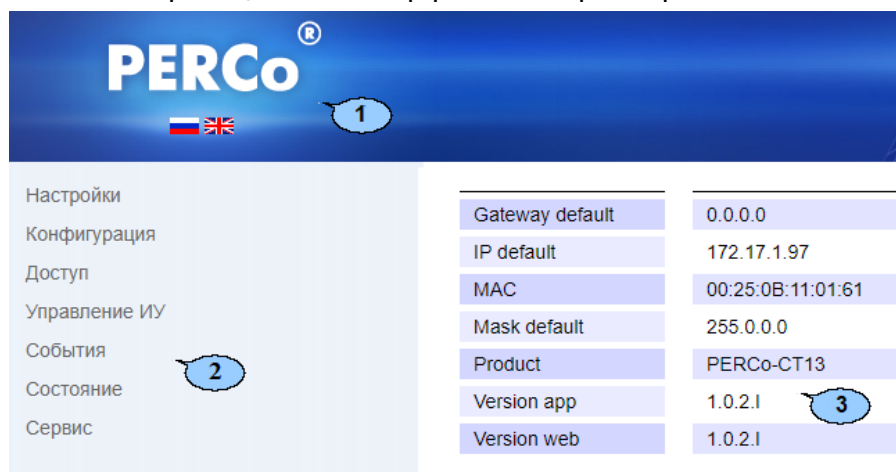 PERCo®
1
Настройки
Конфигурация
Доступ
Управление ИУ
События
2
Состояние
Сервис
Gateway default 0.0.0.0
IP default 172.17.1.97
MAC 00:25:0B:11:01:61
Mask default 255.0.0.0
Product PERCo-CT13
Version app 1.0.2.I
3
Version web 1.0.2.I